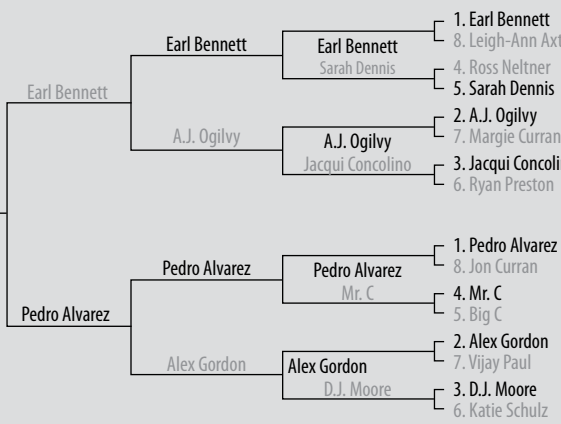 Earl Bennett
Pedro Alvarez
Earl Bennett
A.J. Ogilvy
Pedro Alvarez
Alex Gordon
Earl Bennett
Sarah Dennis
A.J. Ogilvy
Jacqui Concolino
Pedro Alvarez
Mr. C
Alex Gordon
D.J. Moore
1. Earl Bennett
8. Leigh-Ann Axt
4. Ross Neltner
5. Sarah Dennis
2. A.J. Ogilvy
7. Margie Curran
3. Jacqui Concoli
6. Ryan Preston
1. Pedro Alvarez
8. Jon Curran
4. Mr. C
5. Big C
2. Alex Gordon
7. Vijay Paul
3. D.J. Moore
6. Katie Schulz